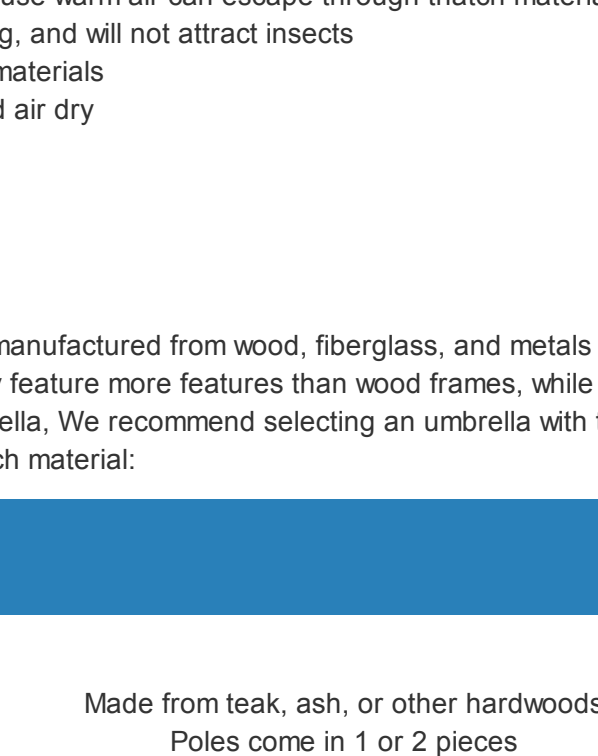 use warm air can escape through thatch materia
g, and will not attract insects
materials
d air dry
manufactured from wood, fiberglass, and metals
y feature more features than wood frames, while
ella, We recommend selecting an umbrella with t
ch material:
Made from teak, ash, or other hardwoods
Poles come in 1 or 2 pieces